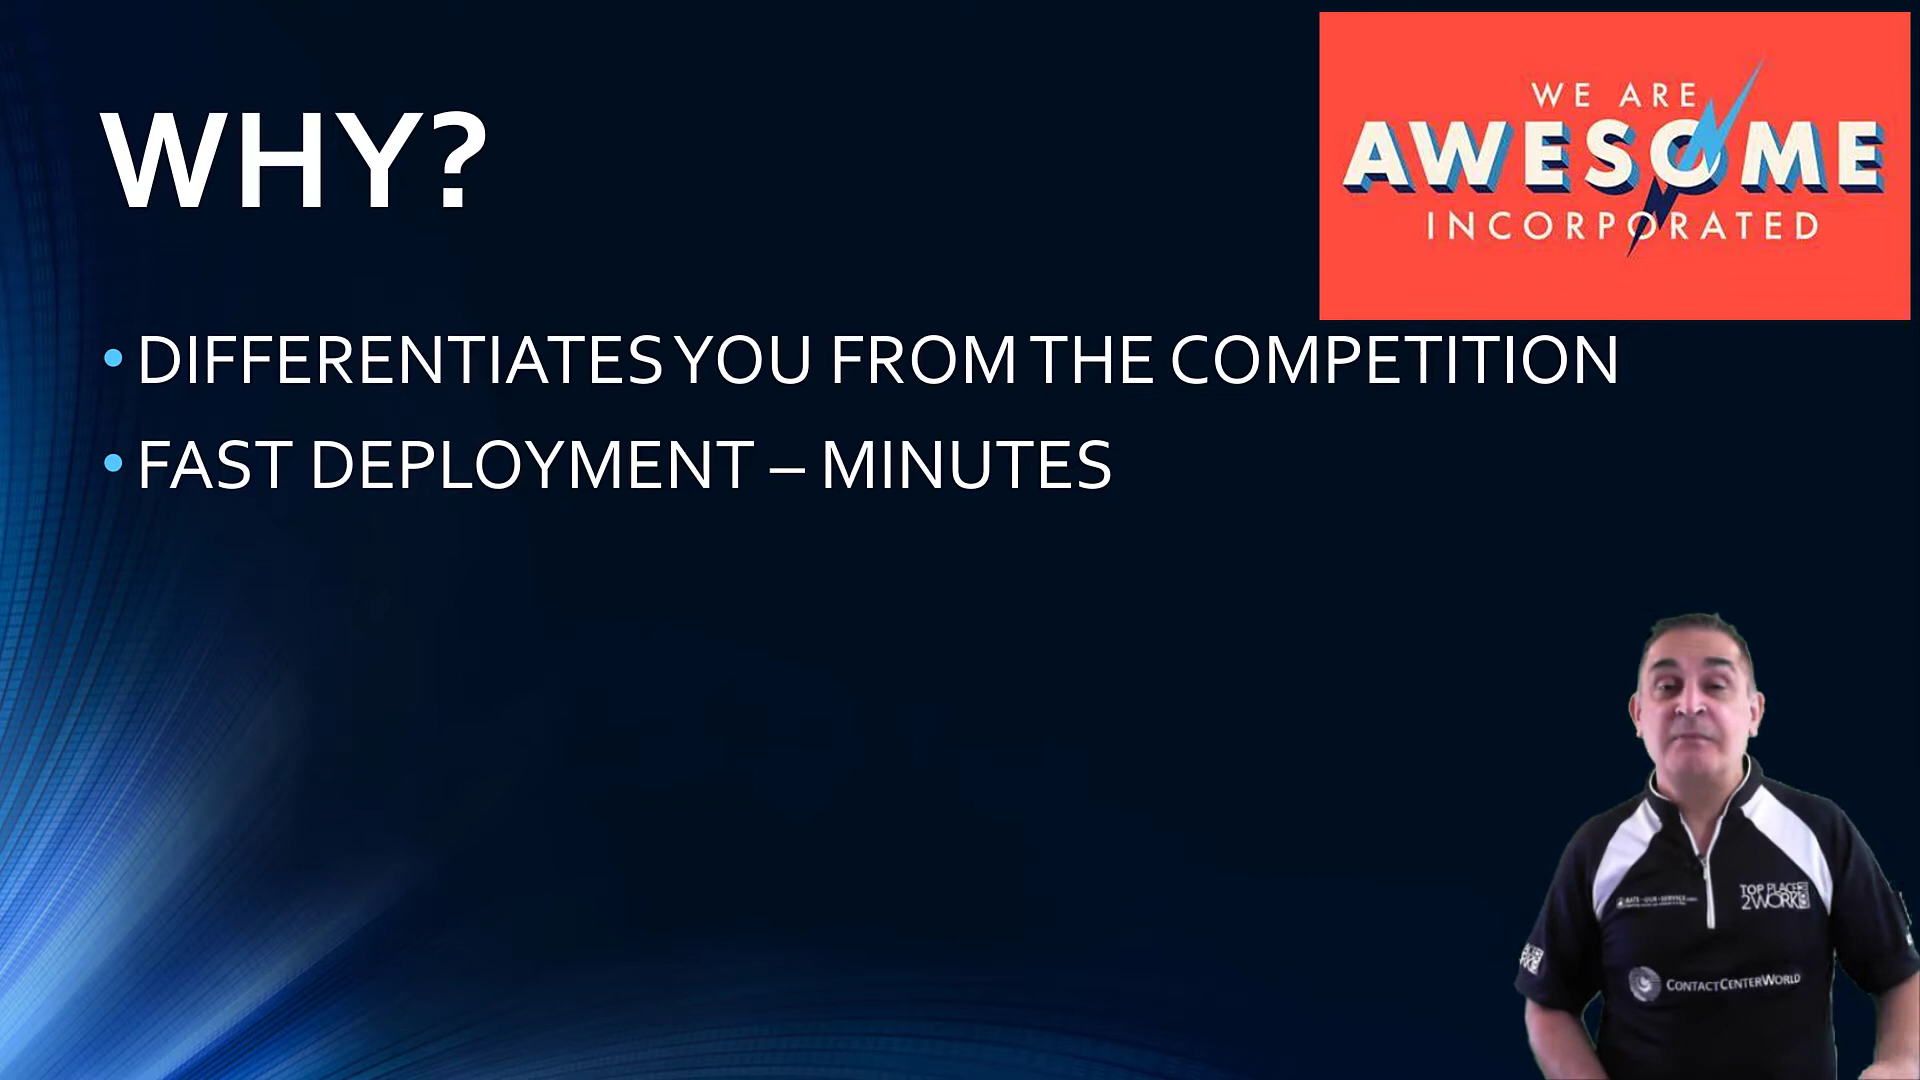 WHY?
WE ARE
AWESOME
INCORPORATED
• DIFFERENTIATES YOU FROM THE COMPETITION
• FAST DEPLOYMENT – MINUTES
TOP PLACE
2WORK
CONTACTCENTERWORLD